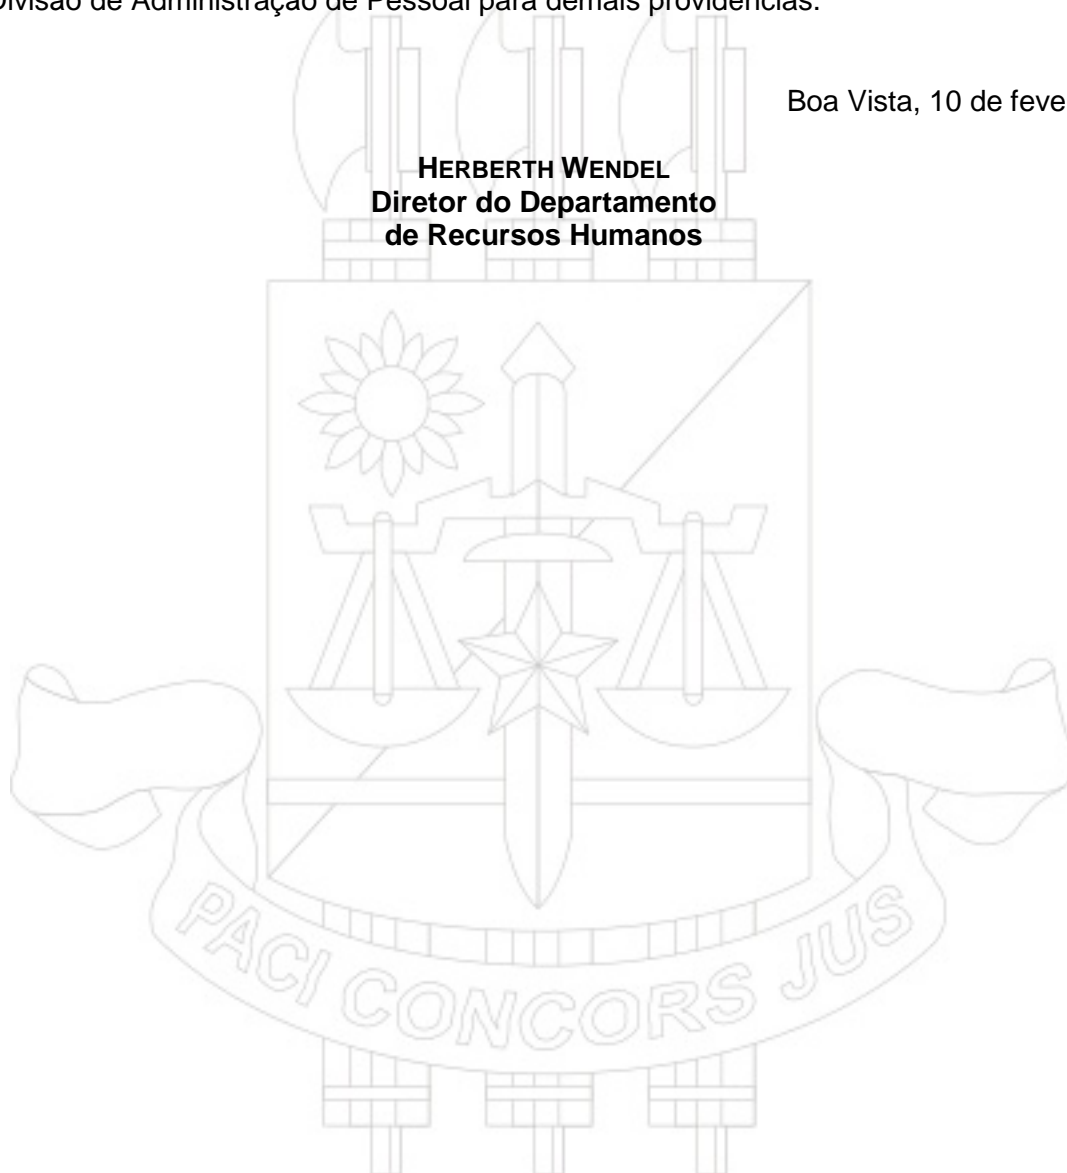 Divisão de Administração de Pessoal para demais providências.
Boa Vista, 10 de feve
HERBERTH WENDEL
Diretor do Departamento
de Recursos Humanos
PACI CONCORS JUS